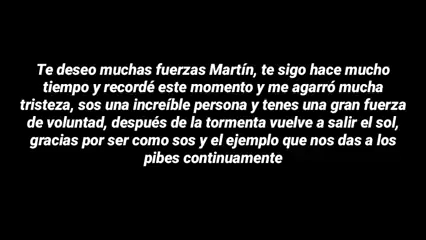 Te deseo muchas fuerzas Martín, te sigo hace mucho
tiempo y recordé este momento y me agarró mucha
tristeza, sos una increíble persona y tenes una gran fuerza
de voluntad, después de la tormenta vuelve a salir el sol,
gracias por ser como sos y el ejemplo que nos das a los
pibes continuamente